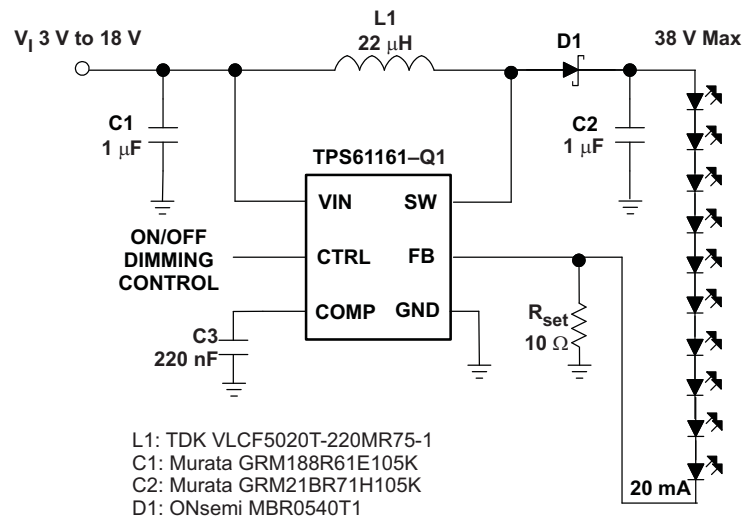 L1
22 μH
V_I 3 V to 18 V
D1
38 V Max
C1
1 μF
C2
1 μF
TPS61161–Q1
VIN SW
ON/OFF
DIMMING
CONTROL
CTRL FB
COMP GND
R_set
10 Ω
C3
220 nF
20 mA
L1: TDK VLCF5020T-220MR75-1
C1: Murata GRM188R61E105K
C2: Murata GRM21BR71H105K
D1: ONsemi MBR0540T1